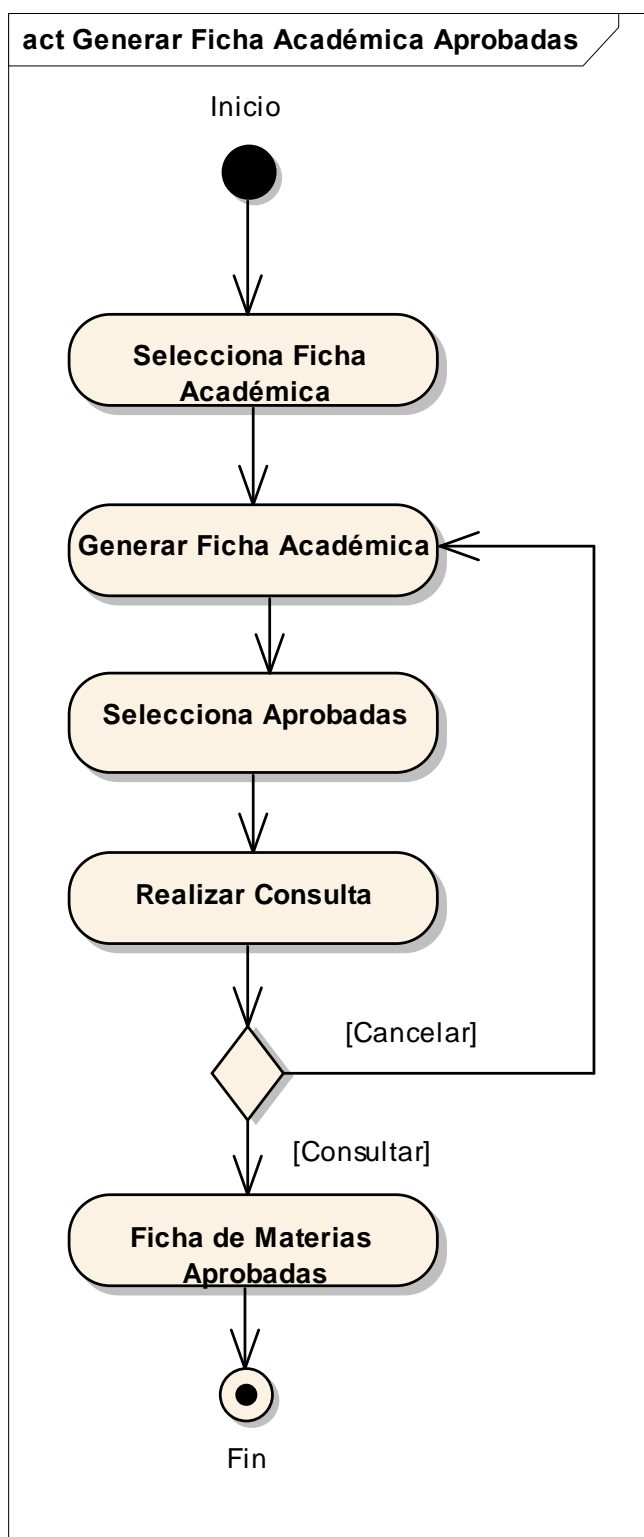 act Generar Ficha Académica Aprobadas
Inicio
Selecciona Ficha
Académica
Generar Ficha Académica
Selecciona Aprobadas
Realizar Consulta
[Cancelar]
[Consultar]
Ficha de Materias
Aprobadas
Fin